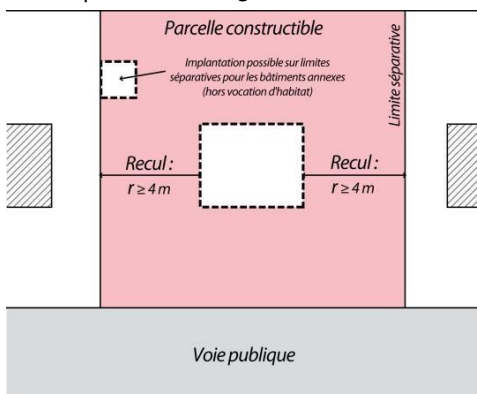 Parcelle constructible
Implantation possible sur limites
séparatives pour les bâtiments annexes
(hors vocation d'habitat)
Limite séparative
Recul :
r ≥ 4 m
Recul :
r ≥ 4 m
Voie publique